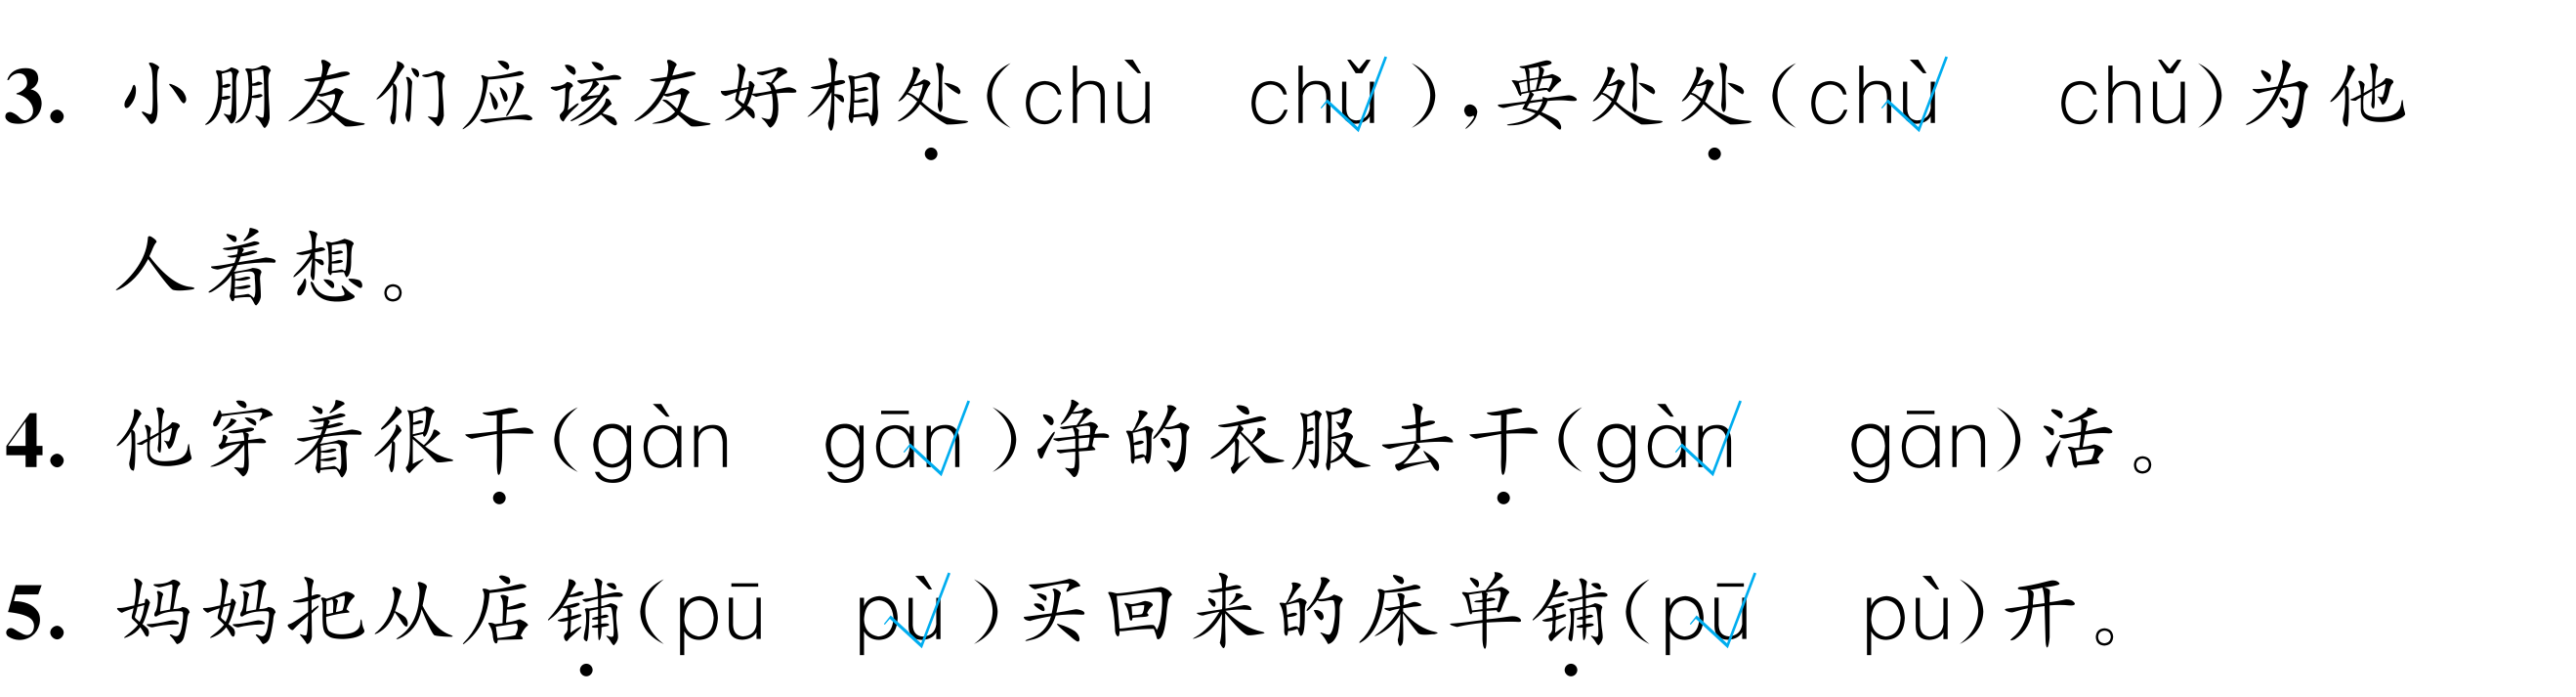 3. 小朋友们应该友好相处(chù chǔ√),要处处(chù√ chǔ)为他
人着想。
4. 他穿着很干(gàn gān√)净的衣服去干(gàn√ gān)活。
5. 妈妈把从店铺(pū pù√)买回来的床单铺(pū√ pù)开。